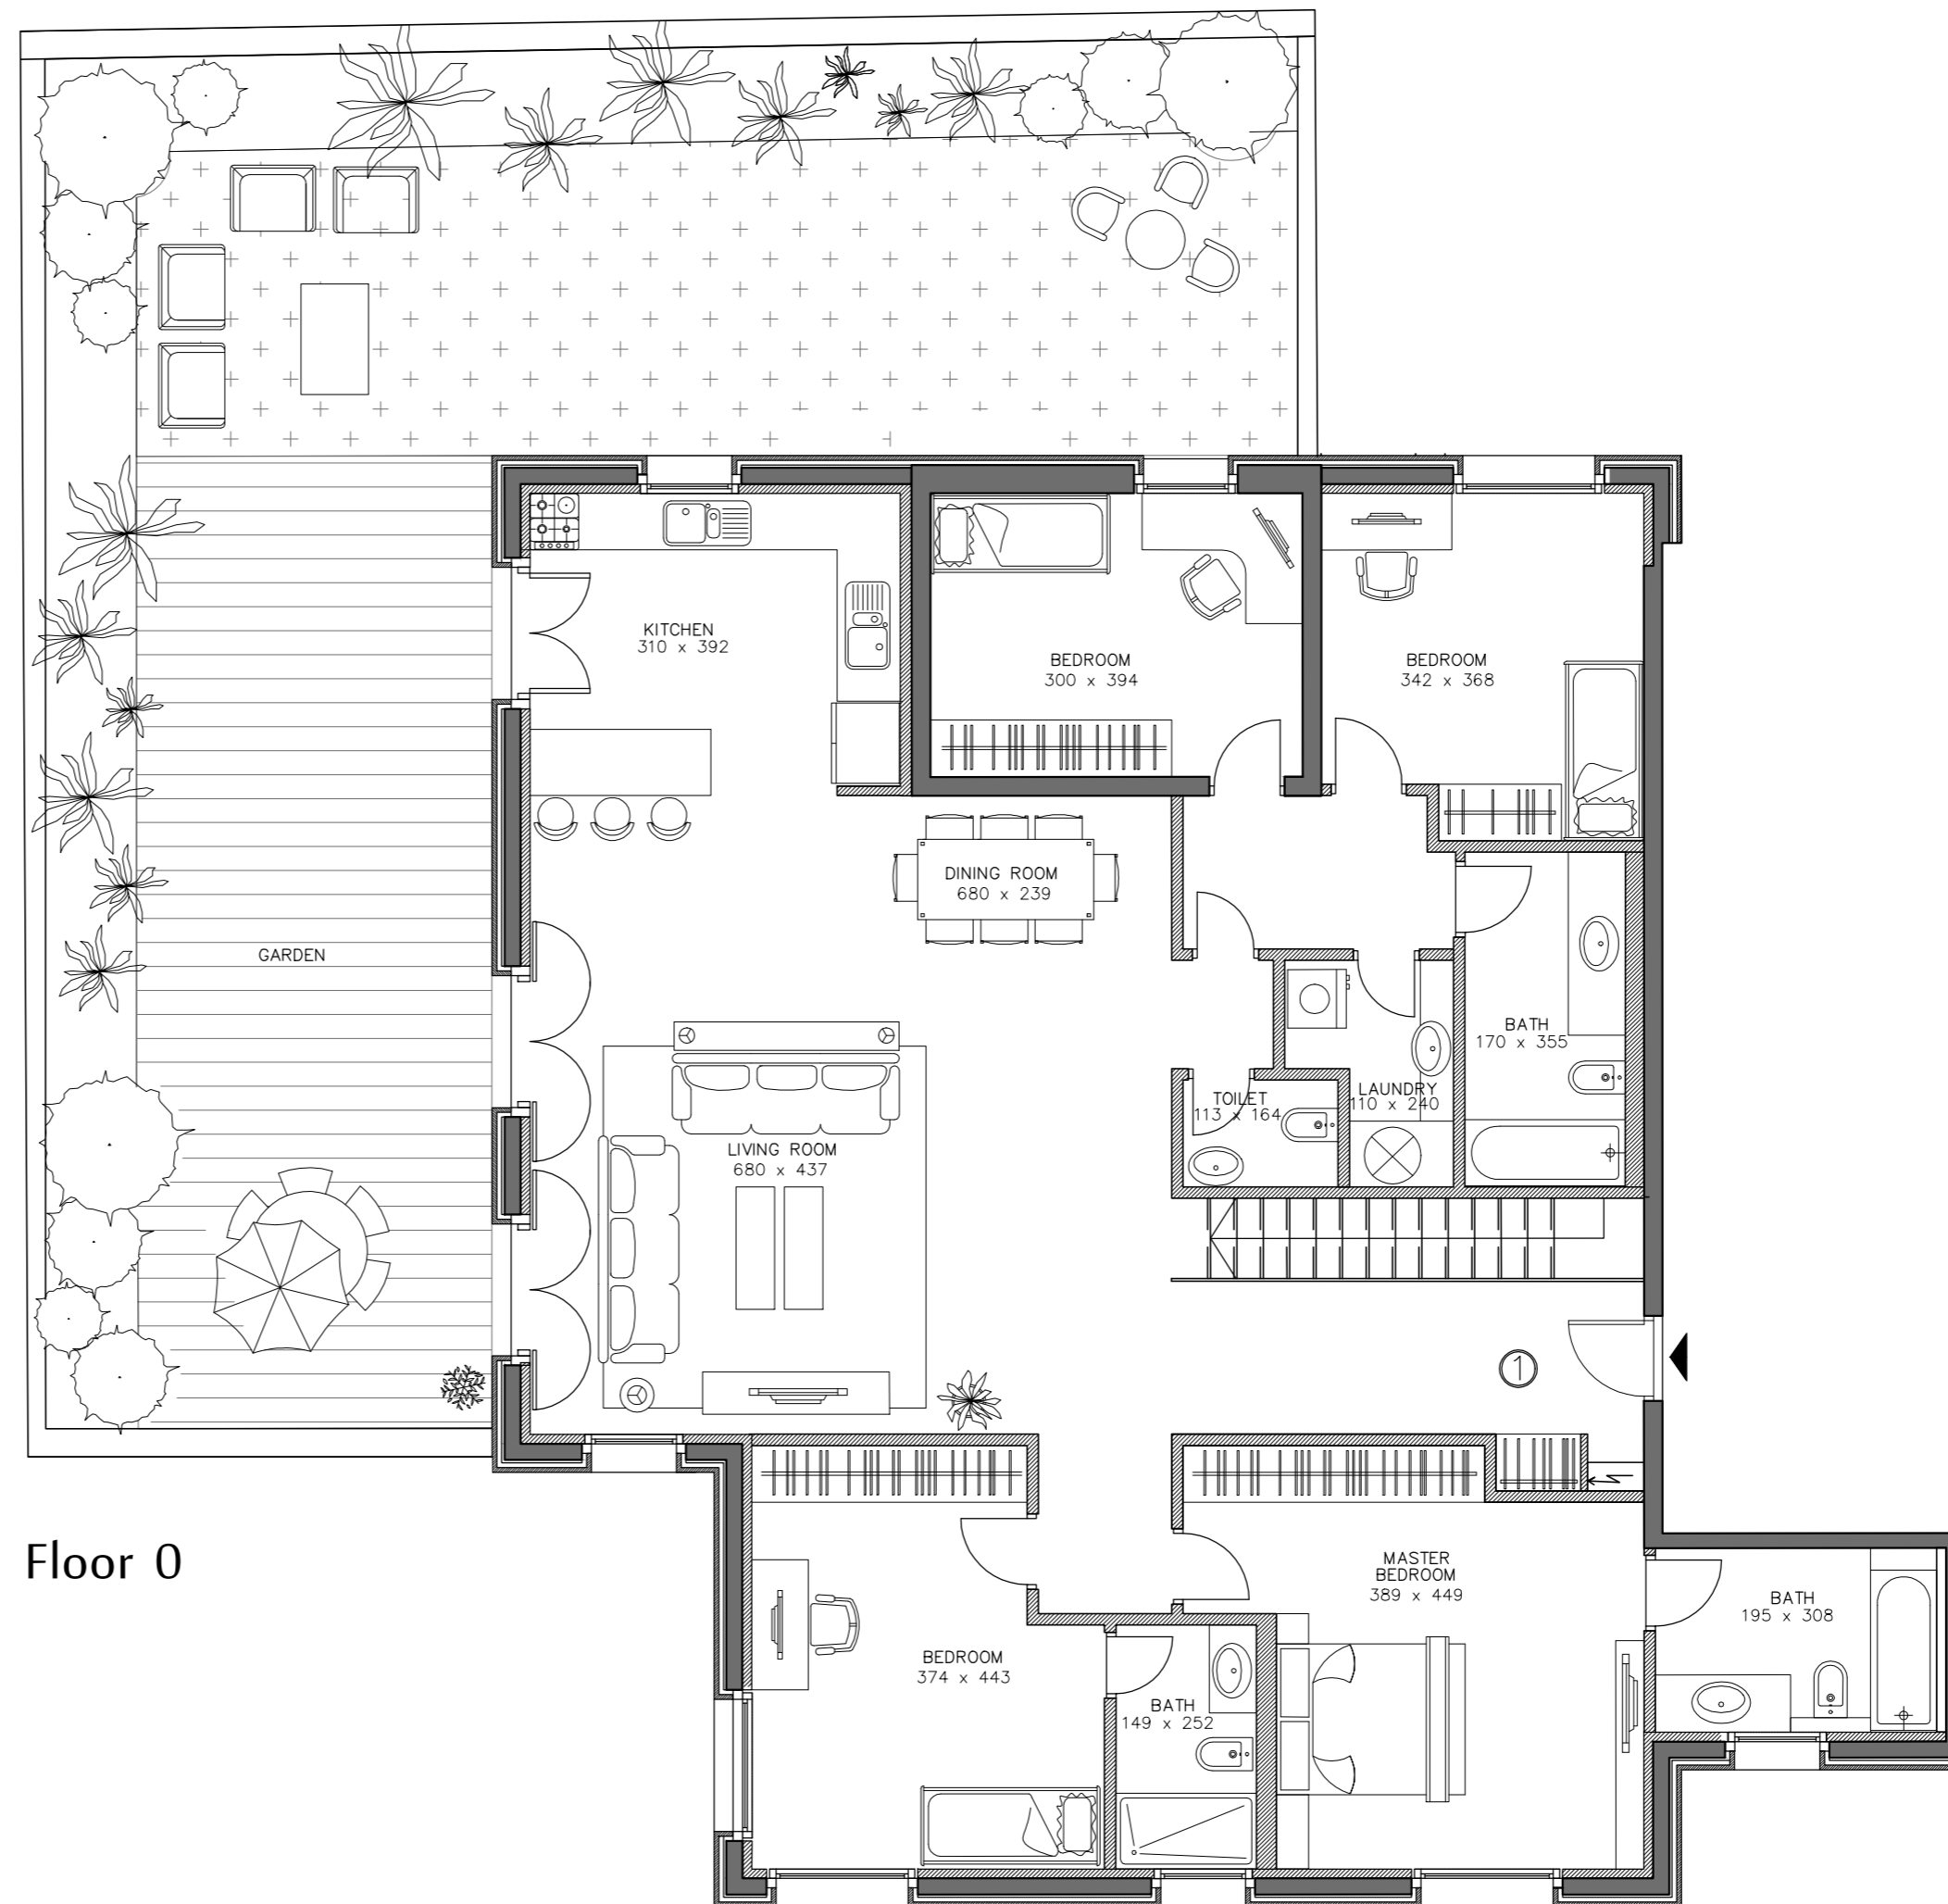 KITCHEN
310 x 392
BEDROOM
300 x 394
BEDROOM
342 x 368
DINING ROOM
680 x 239
GARDEN
BATH
170 x 355
TOILET
113 x 164
LAUNDRY
110 x 240
LIVING ROOM
680 x 437
1
Floor 0
MASTER
BEDROOM
389 x 449
BATH
195 x 308
BEDROOM
374 x 443
BATH
149 x 252